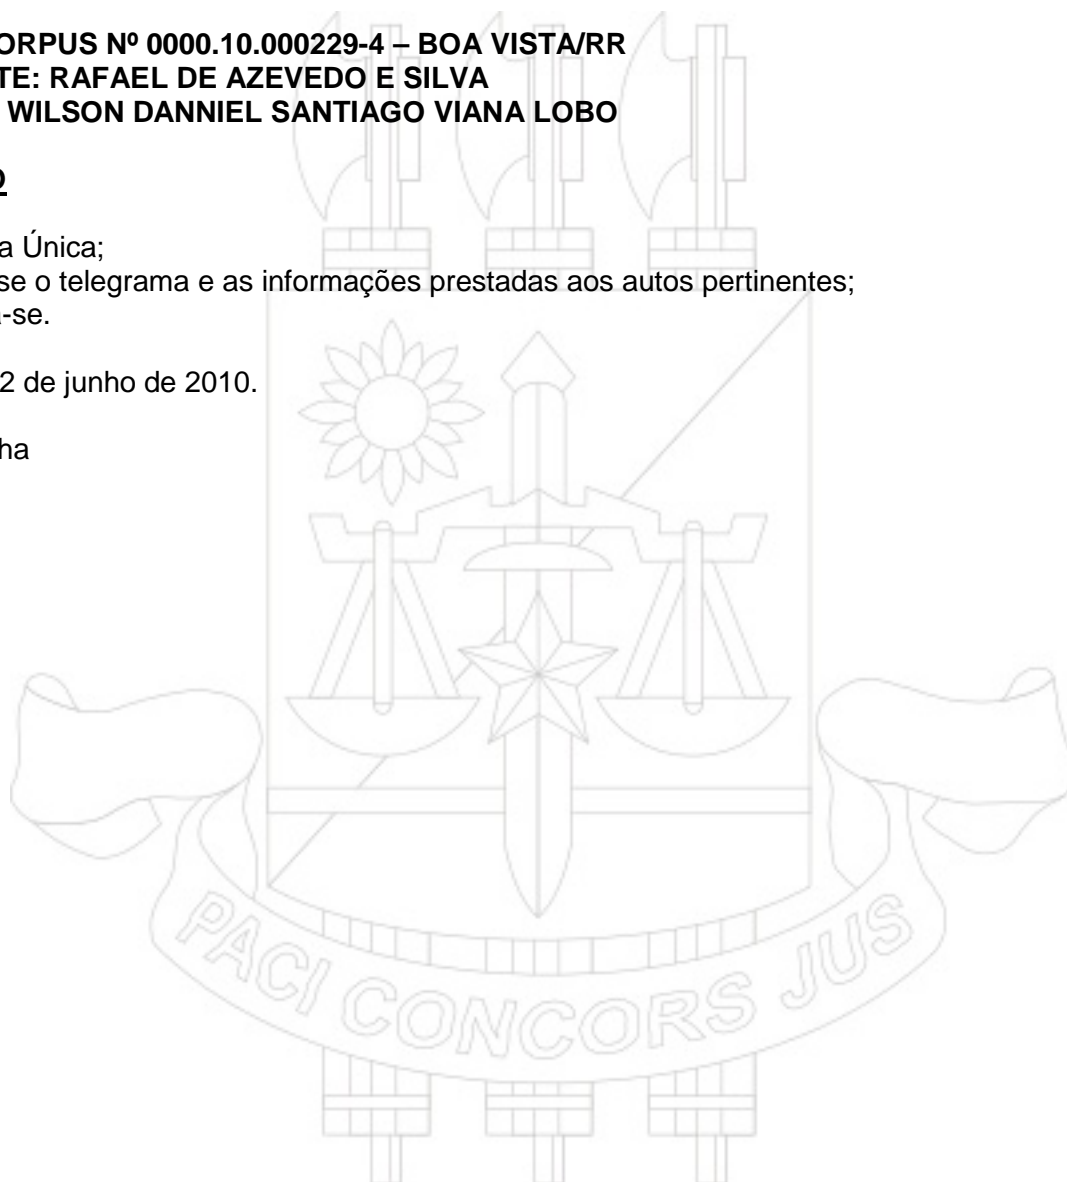 ORPUS Nº 0000.10.000229-4 – BOA VISTA/RR
TE: RAFAEL DE AZEVEDO E SILVA
WILSON DANNIEL SANTIAGO VIANA LOBO
O
a Única;
se o telegrama e as informações prestadas aos autos pertinentes;
-se.
2 de junho de 2010.
ha
PACI CONCORS JUS